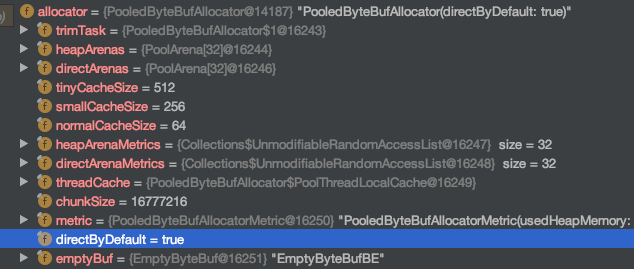 allocator = {PooledByteBufAllocator@14187} "PooledByteBufAllocator(directByDefault: true)"
trimTask = {PooledByteBufAllocator$1@16243}
heapArenas = {PoolArena[32]@16244}
directArenas = {PoolArena[32]@16246}
tinyCacheSize = 512
smallCacheSize = 256
normalCacheSize = 64
heapArenaMetrics = {Collections$UnmodifiableRandomAccessList@16247} size = 32
directArenaMetrics = {Collections$UnmodifiableRandomAccessList@16248} size = 32
threadCache = {PooledByteBufAllocator$PoolThreadLocalCache@16249}
chunkSize = 16777216
metric = {PooledByteBufAllocatorMetric@16250} "PooledByteBufAllocatorMetric(usedHeapMemory:
directByDefault = true
emptyBuf = {EmptyByteBuf@16251} "EmptyByteBufBE"